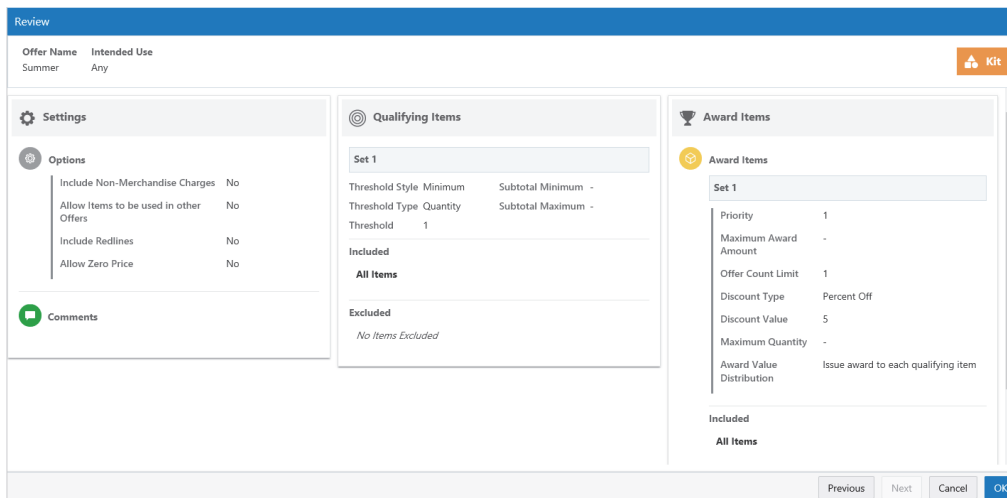 Review
Offer Name Intended Use
Summer Any
Kit
Settings
Options
Include Non-Merchandise Charges No
Allow Items to be used in other No
Offers
Include Redlines No
Allow Zero Price No
Comments
Qualifying Items
Set 1
Threshold Style Minimum Subtotal Minimum -
Threshold Type Quantity Subtotal Maximum -
Threshold 1
Included
All Items
Excluded
No Items Excluded
Award Items
Award Items
Set 1
Priority 1
Maximum Award -
Amount
Offer Count Limit 1
Discount Type Percent Off
Discount Value 5
Maximum Quantity -
Award Value Issue award to each qualifying item
Distribution
Included
All Items
Previous Next Cancel OK